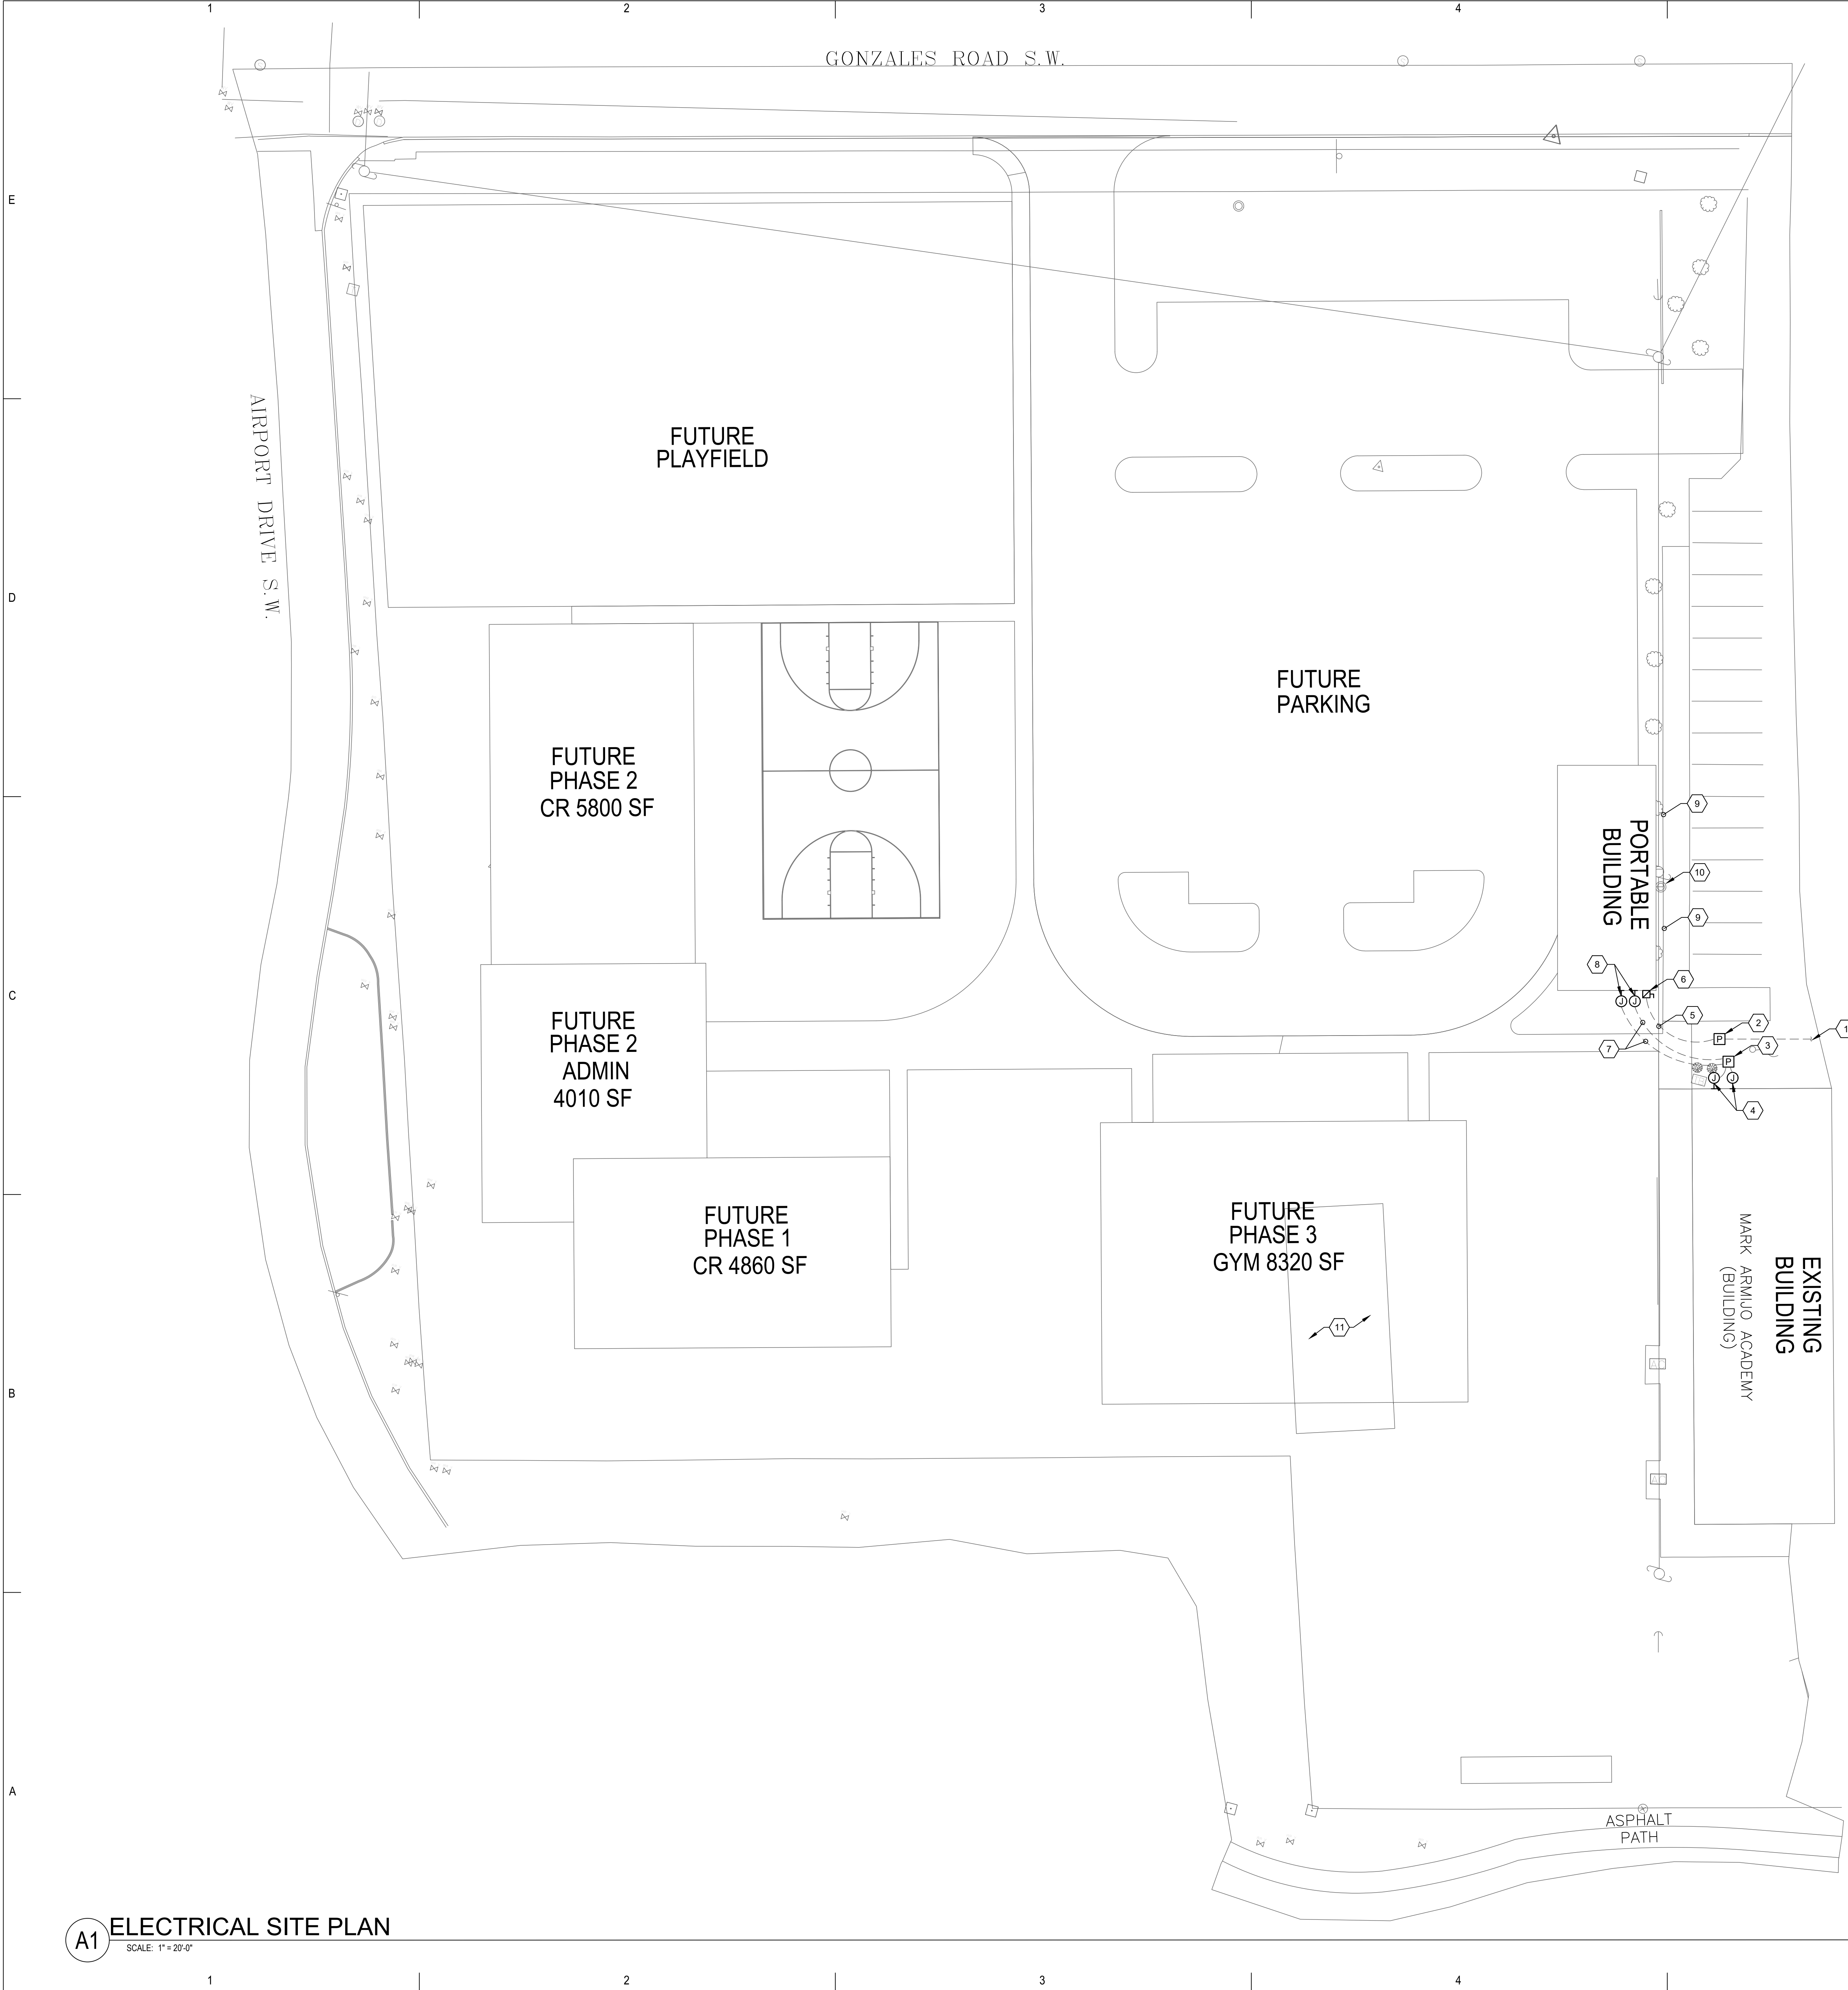 1
2
3
4
GONZALES ROAD S.W.
E
D
C
B
A
AIRPORT DRIVE S.W.
FUTURE
PLAYFIELD
FUTURE
PARKING
FUTURE
PHASE 2
CR 5800 SF
PORTABLE
BUILDING
9
10
9
8
6
J
J
5
2
1
7
P
3
P
J
J
4
FUTURE
PHASE 2
ADMIN
4010 SF
FUTURE
PHASE 1
CR 4860 SF
FUTURE
PHASE 3
GYM 8320 SF
11
EXISTING
BUILDING
MARK ARMIJO ACADEMY
(BUILDING)
ASPHALT
PATH
A1
ELECTRICAL SITE PLAN
SCALE: 1" = 20'-0"
1
2
3
4